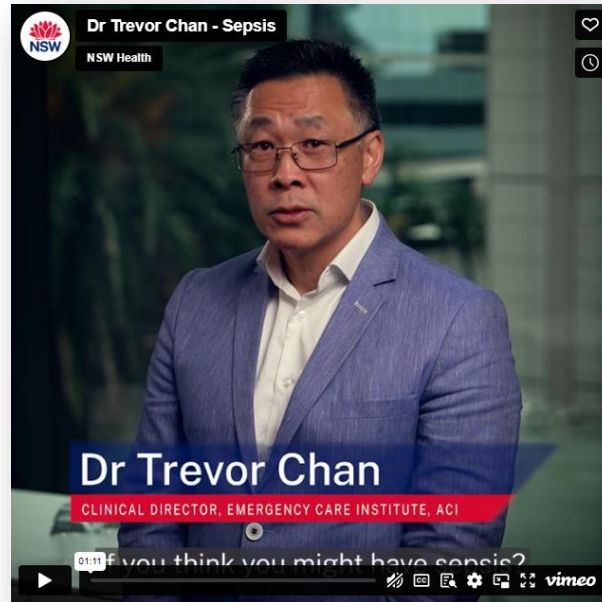 Dr Trevor Chan - Sepsis
NSW
NSW Health
Dr Trevor Chan
CLINICAL DIRECTOR, EMERGENCY CARE INSTITUTE, ACI
01:11
f you think you might have sepsis?
CC
vimeo